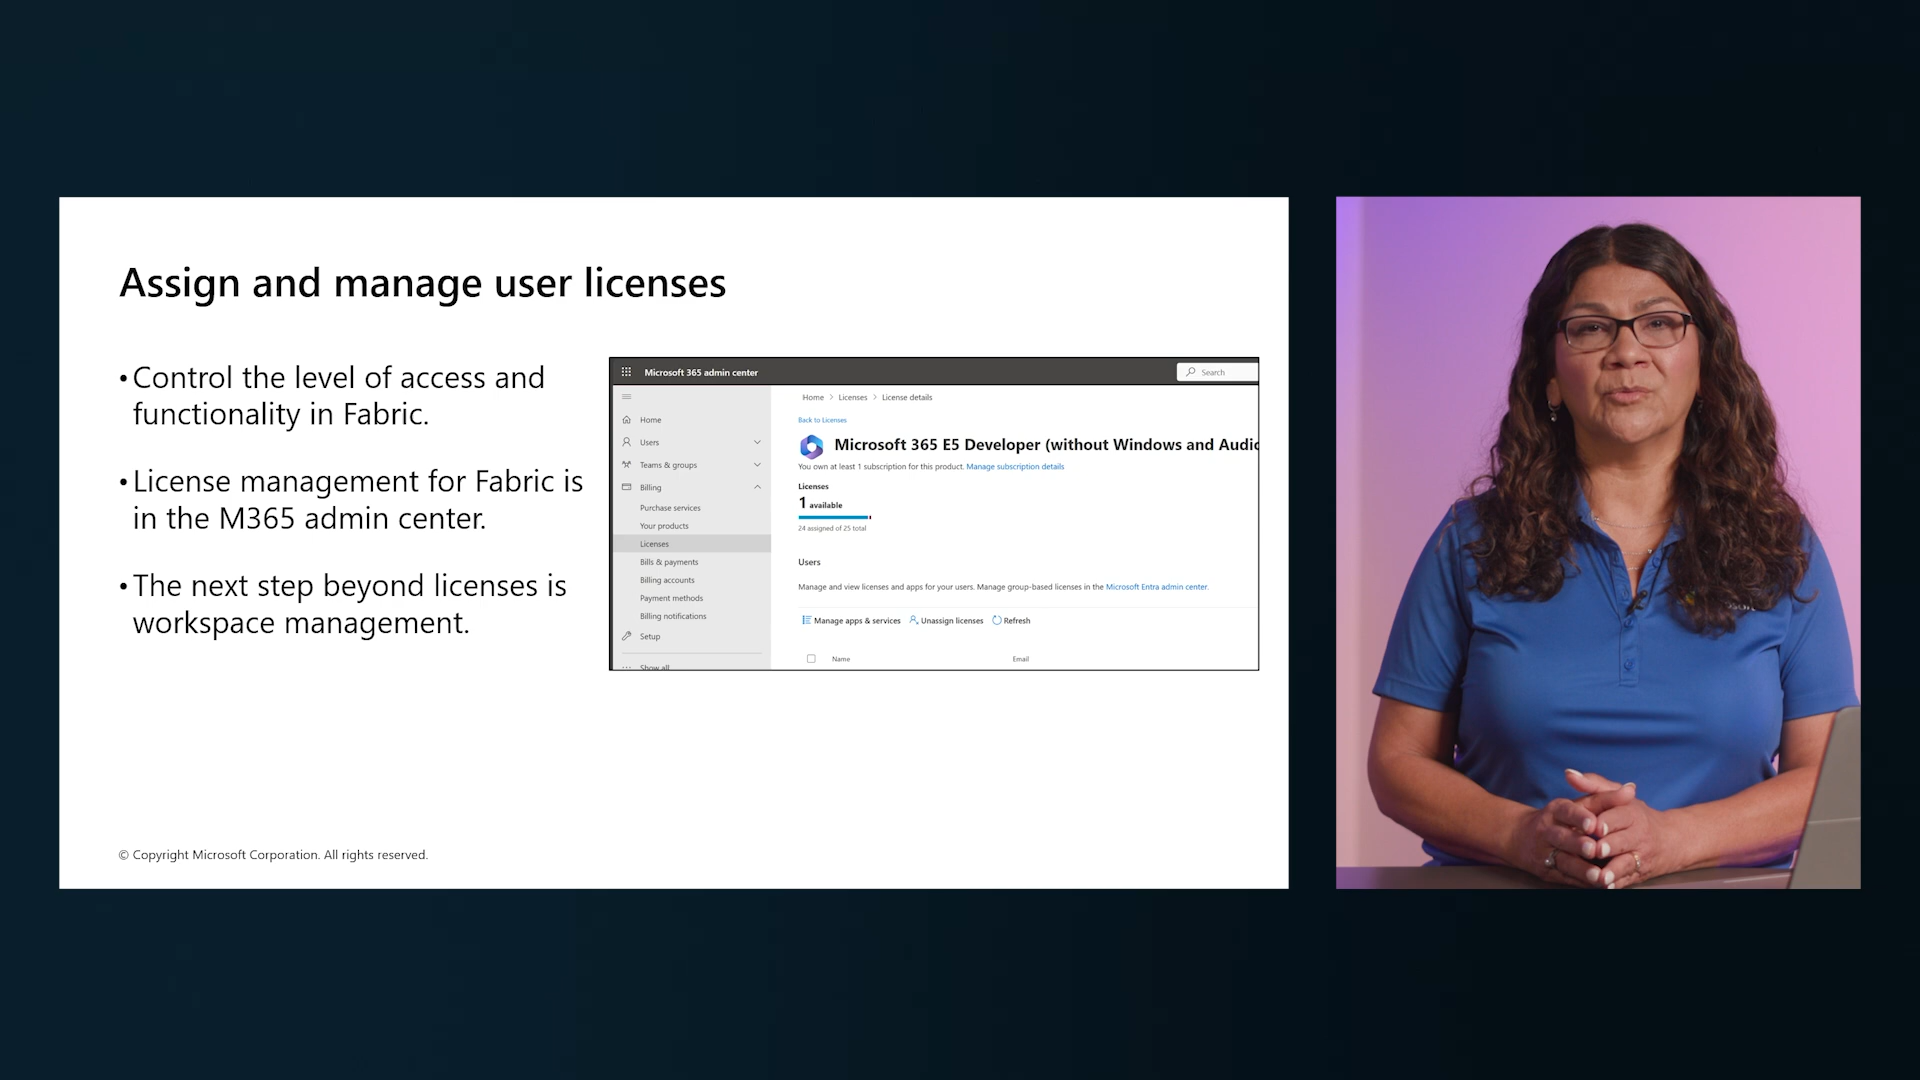 Assign and manage user licenses
•Control the level of access and
functionality in Fabric.
•License management for Fabric is
in the M365 admin center.
•The next step beyond licenses is
workspace management.
Microsoft 365 admin center
Search
Home
Users
Teams & groups
Billing
Purchase services
Your products
Licenses
Bills & payments
Billing accounts
Payment methods
Billing notifications
Setup
Show all
Home > Licenses > License details
Back to Licenses
Microsoft 365 E5 Developer (without Windows and Audio
You own at least 1 subscription for this product. Manage subscription details
Licenses
1 available
24 assigned of 25 total
Users
Manage and view licenses and apps for your users. Manage group-based licenses in the Microsoft Entra admin center.
Manage apps & services Unassign licenses Refresh
Name Email
© Copyright Microsoft Corporation. All rights reserved.